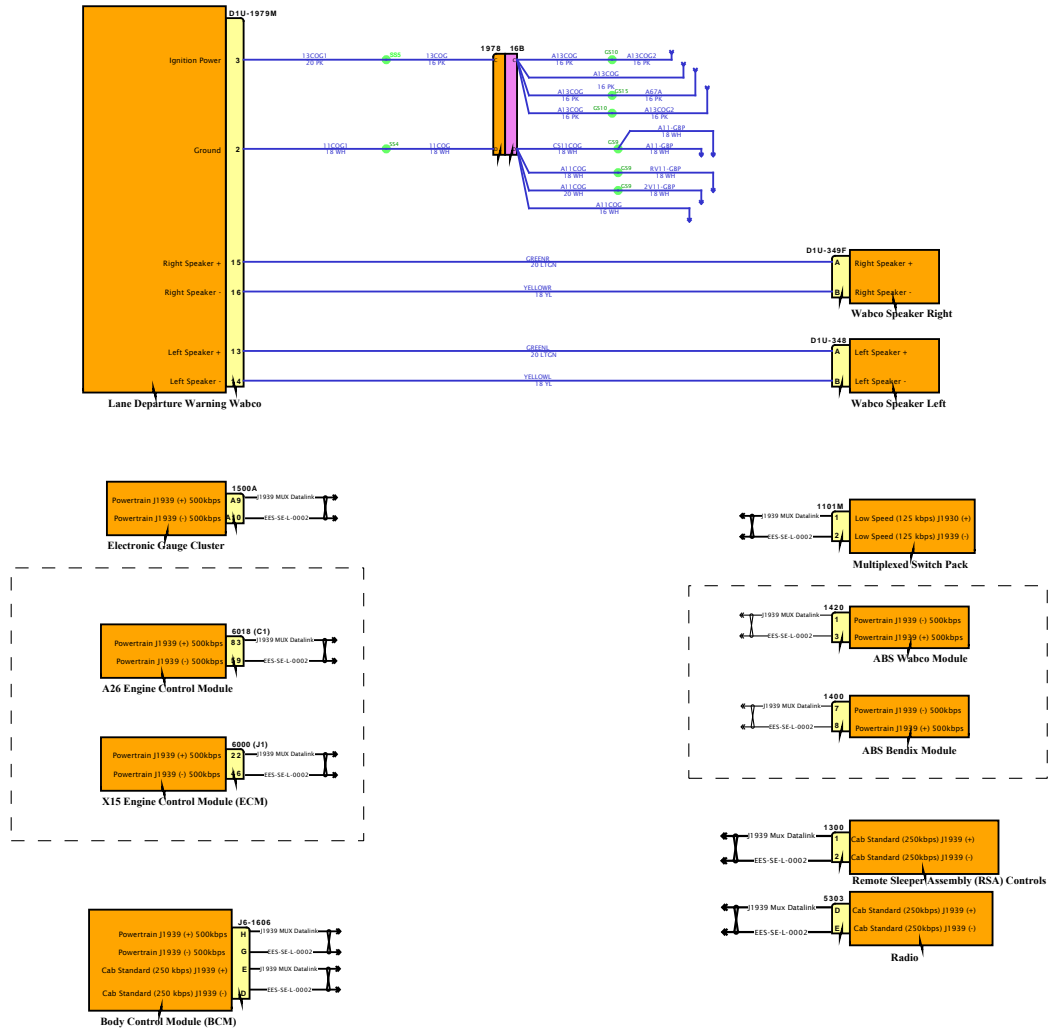 D1U-1979M
Ignition Power
3
13COG1
20 PK
SS5
13COG
16 PK
1978
16B
C
C
A13COG
16 PK
GS10
A13COG2
16 PK
A13COG
16 PK
A13COG
16 PK
GS15
A67A
16 PK
A13COG
16 PK
GS10
A13COG2
16 PK
Ground
2
11COG1
18 WH
SS4
11COG
18 WH
CS11COG
18 WH
GS9
A11-G8P
18 WH
A11-G8P
18 WH
A11COG
18 WH
GS9
RV11-G8P
18 WH
A11COG
20 WH
GS9
2V11-G8P
18 WH
A11COG
16 WH
Right Speaker +
15
GREENR
20 LTGN
Right Speaker -
16
YELLOWR
18 YL
D1U-349F
A
Right Speaker +
B
Right Speaker -
Wabco Speaker Right
Left Speaker +
13
GREENL
20 LTGN
Left Speaker -
14
YELLOWL
18 YL
Lane Departure Warning Wabco
D1U-348
A
Left Speaker +
B
Left Speaker -
Wabco Speaker Left
1500A
Powertrain J1939 (+) 500kbps
A9
J1939 MUX Datalink
Powertrain J1939 (-) 500kbps
A10
EES-SE-L-0002
Electronic Gauge Cluster
1101M
J1939 MUX Datalink
1
Low Speed (125 kbps) J1930 (+)
EES-SE-L-0002
2
Low Speed (125 kbps) J1939 (-)
Multiplexed Switch Pack
6018 (C1)
Powertrain J1939 (+) 500kbps
83
J1939 MUX Datalink
Powertrain J1939 (-) 500kbps
59
EES-SE-L-0002
A26 Engine Control Module
1420
J1939 MUX Datalink
1
Powertrain J1939 (-) 500kbps
EES-SE-L-0002
3
Powertrain J1939 (+) 500kbps
ABS Wabco Module
6000 (J1)
Powertrain J1939 (+) 500kbps
22
J1939 MUX Datalink
Powertrain J1939 (-) 500kbps
46
EES-SE-L-0002
X15 Engine Control Module (ECM)
1400
J1939 MUX Datalink
7
Powertrain J1939 (-) 500kbps
EES-SE-L-0002
8
Powertrain J1939 (+) 500kbps
ABS Bendix Module
1300
J1939 Mux Datalink
1
Cab Standard (250kbps) J1939 (+)
EES-SE-L-0002
2
Cab Standard (250kbps) J1939 (-)
Remote Sleeper Assembly (RSA) Controls
5303
J1939 Mux Datalink
D
Cab Standard (250kbps) J1939 (+)
EES-SE-L-0002
E
Cab Standard (250kbps) J1939 (-)
Radio
J6-1606
Powertrain J1939 (+) 500kbps
H
J1939 MUX Datalink
Powertrain J1939 (-) 500kbps
G
EES-SE-L-0002
Cab Standard (250 kbps) J1939 (+)
E
J1939 MUX Datalink
Cab Standard (250 kbps) J1939 (-)
D
EES-SE-L-0002
Body Control Module (BCM)